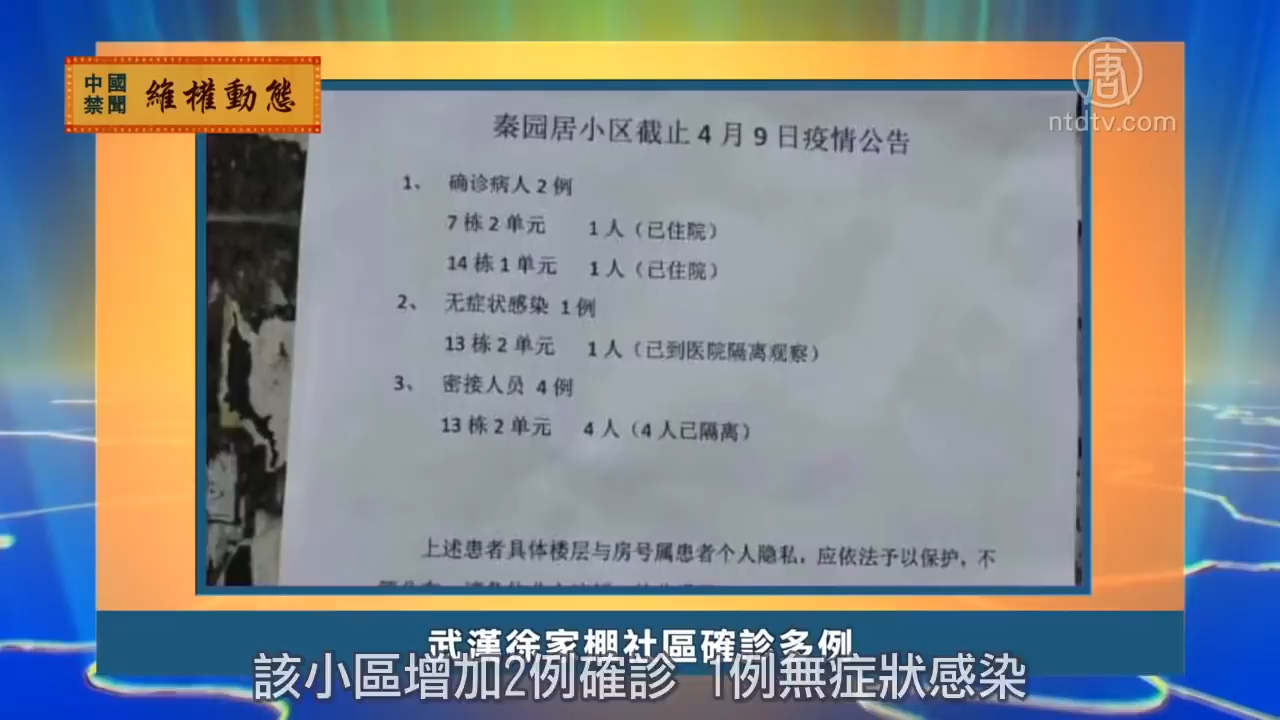 中國禁聞
維權動態
唐
ntdtv.com
秦园居小区截止4月9日疫情公告
1、 确诊病人2例
7栋2单元 1人（已住院）
14栋1单元 1人（已住院）
2、 无症状感染 1例
13栋2单元 1人（已到医院隔离观察）
3、 密接人员 4例
13栋2单元 4人（4人已隔离）
上述患者具体楼层与房号属患者个人隐私，应依法予以保护，不
武漢徐家棚社區確診多例
該小區增加2例確診 1例無症狀感染